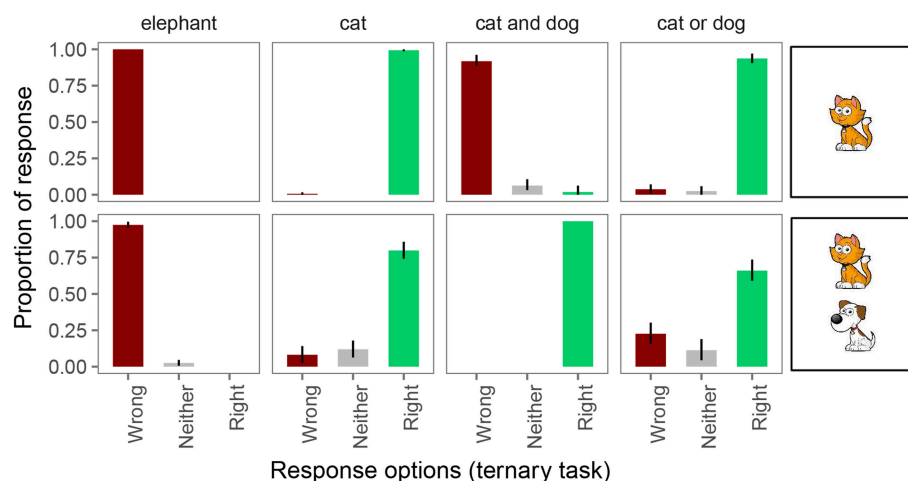 elephant cat cat and dog cat or dog
Proportion of response
1.00
0.75
0.50
0.25
0.00
1.00
0.75
0.50
0.25
0.00
Wrong Neither Right Wrong Neither Right Wrong Neither Right Wrong Neither Right
Response options (ternary task)